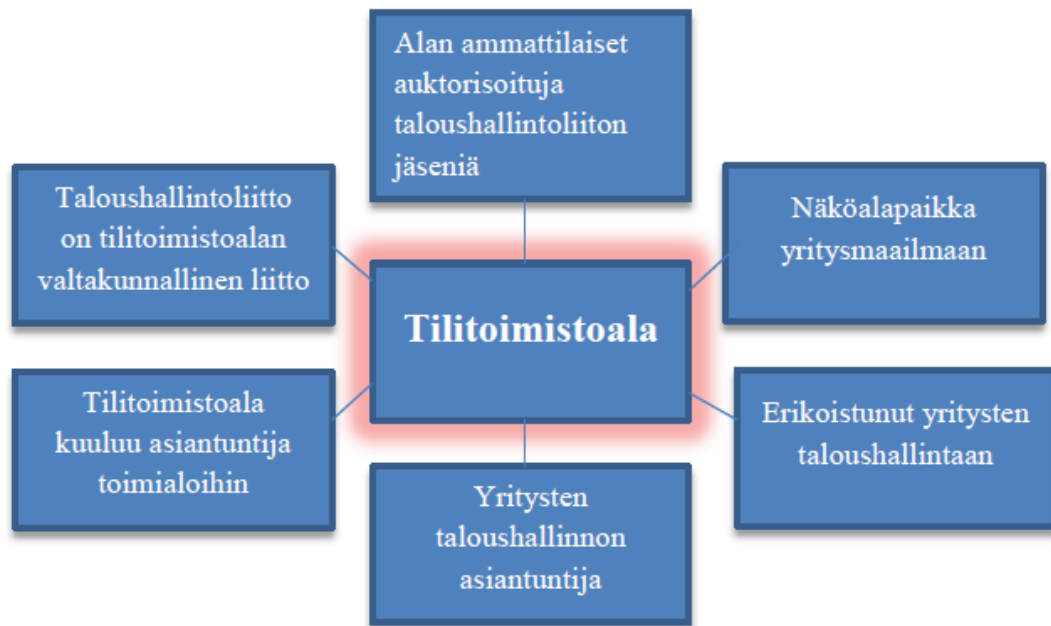 Alan ammattilaiset
auktorisoituja
taloushallintoliiton
jäseniä
Taloushallintoliitto
on tilitoimistoalan
valtakunnallinen liitto
Näköalapaikka
yritysmaailmaan
Tilitoimistoala
Tilitoimistoala
kuuluu asiantuntija
toimialoihin
Erikoistunut yritysten
taloushallintaan
Yritysten
taloushallinnon
asiantuntija